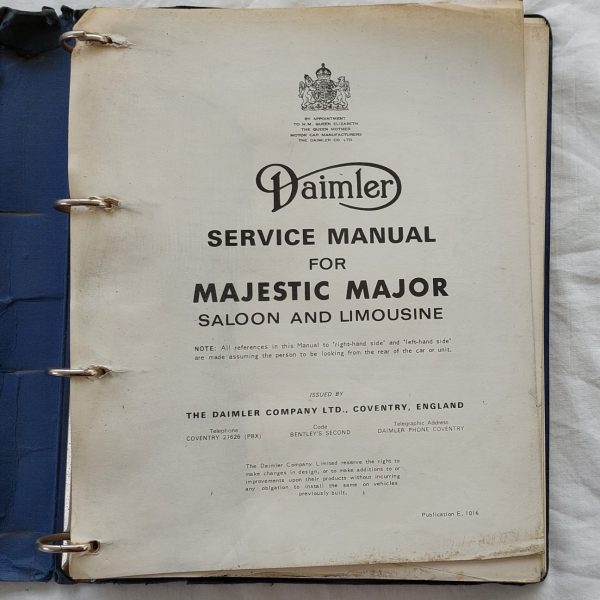 BY APPOINTMENT
TO H.M. QUEEN ELIZABETH
THE QUEEN MOTHER
MOTOR CAR MANUFACTURERS
THE DAIMLER CO. LTD.
Daimler
SERVICE MANUAL
FOR
MAJESTIC MAJOR
SALOON AND LIMOUSINE
NOTE: All references in this Manual to 'right-hand side' and 'left-hand side'
are made assuming the person to be looking from the rear of the car or unit.
ISSUED BY
THE DAIMLER COMPANY LTD., COVENTRY, ENGLAND
Telephone Code Telegraphic Address
COVENTRY 27626 (PBX) BENTLEY'S SECOND DAIMLER PHONE COVENTRY
The Daimler Company Limited reserve the right to
make changes in design, or to make additions to or
improvements upon their products without incurring
any obligation to install the same on vehicles
previously built.
Publication E. 1016